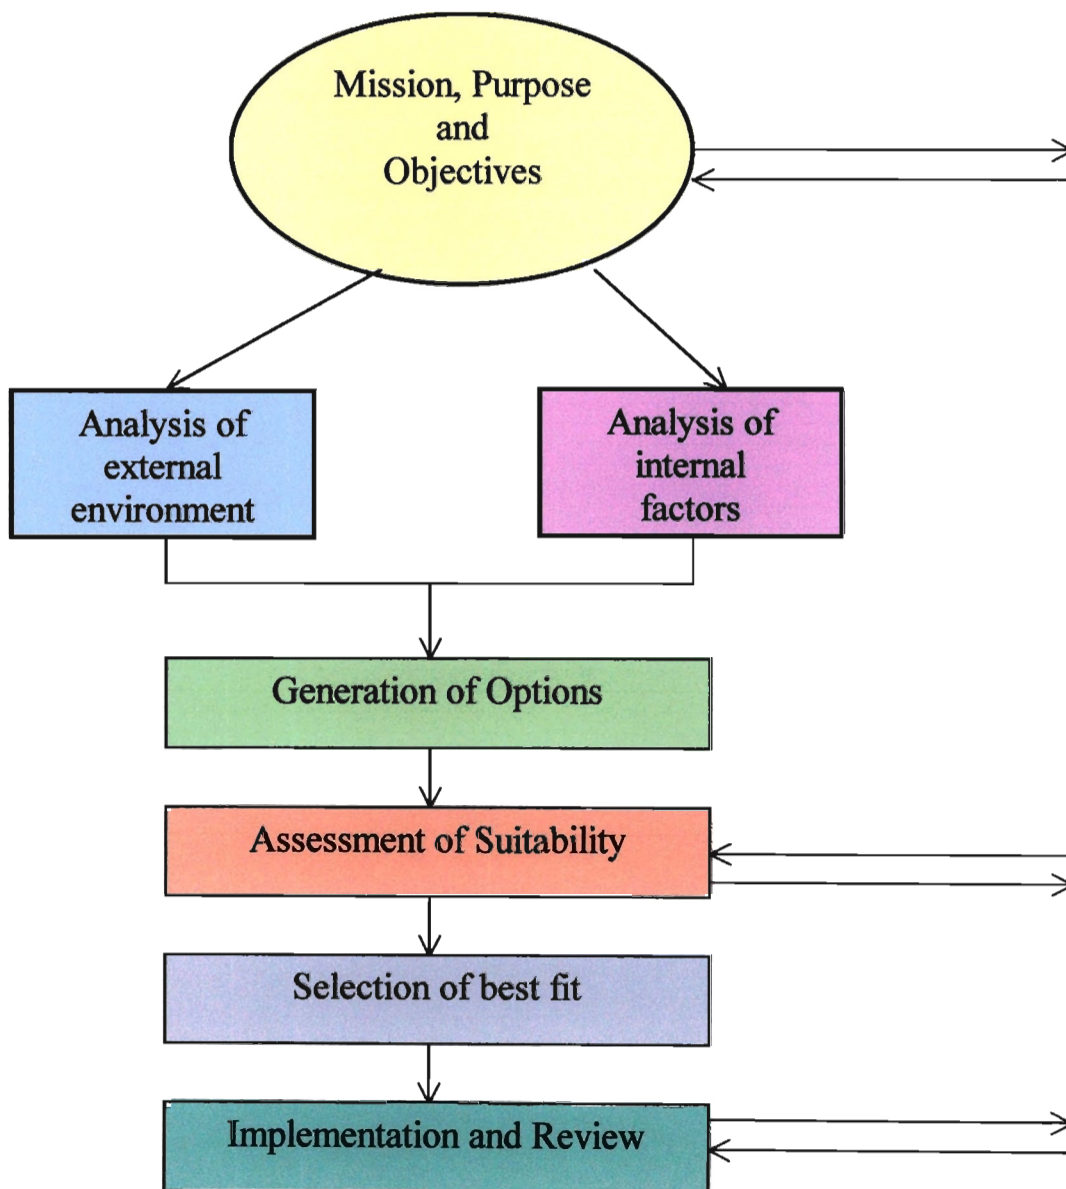 Mission, Purpose
and
Objectives
Analysis of
external
environment
Analysis of
internal
factors
Generation of Options
Assessment of Suitability
Selection of best fit
Implementation and Review